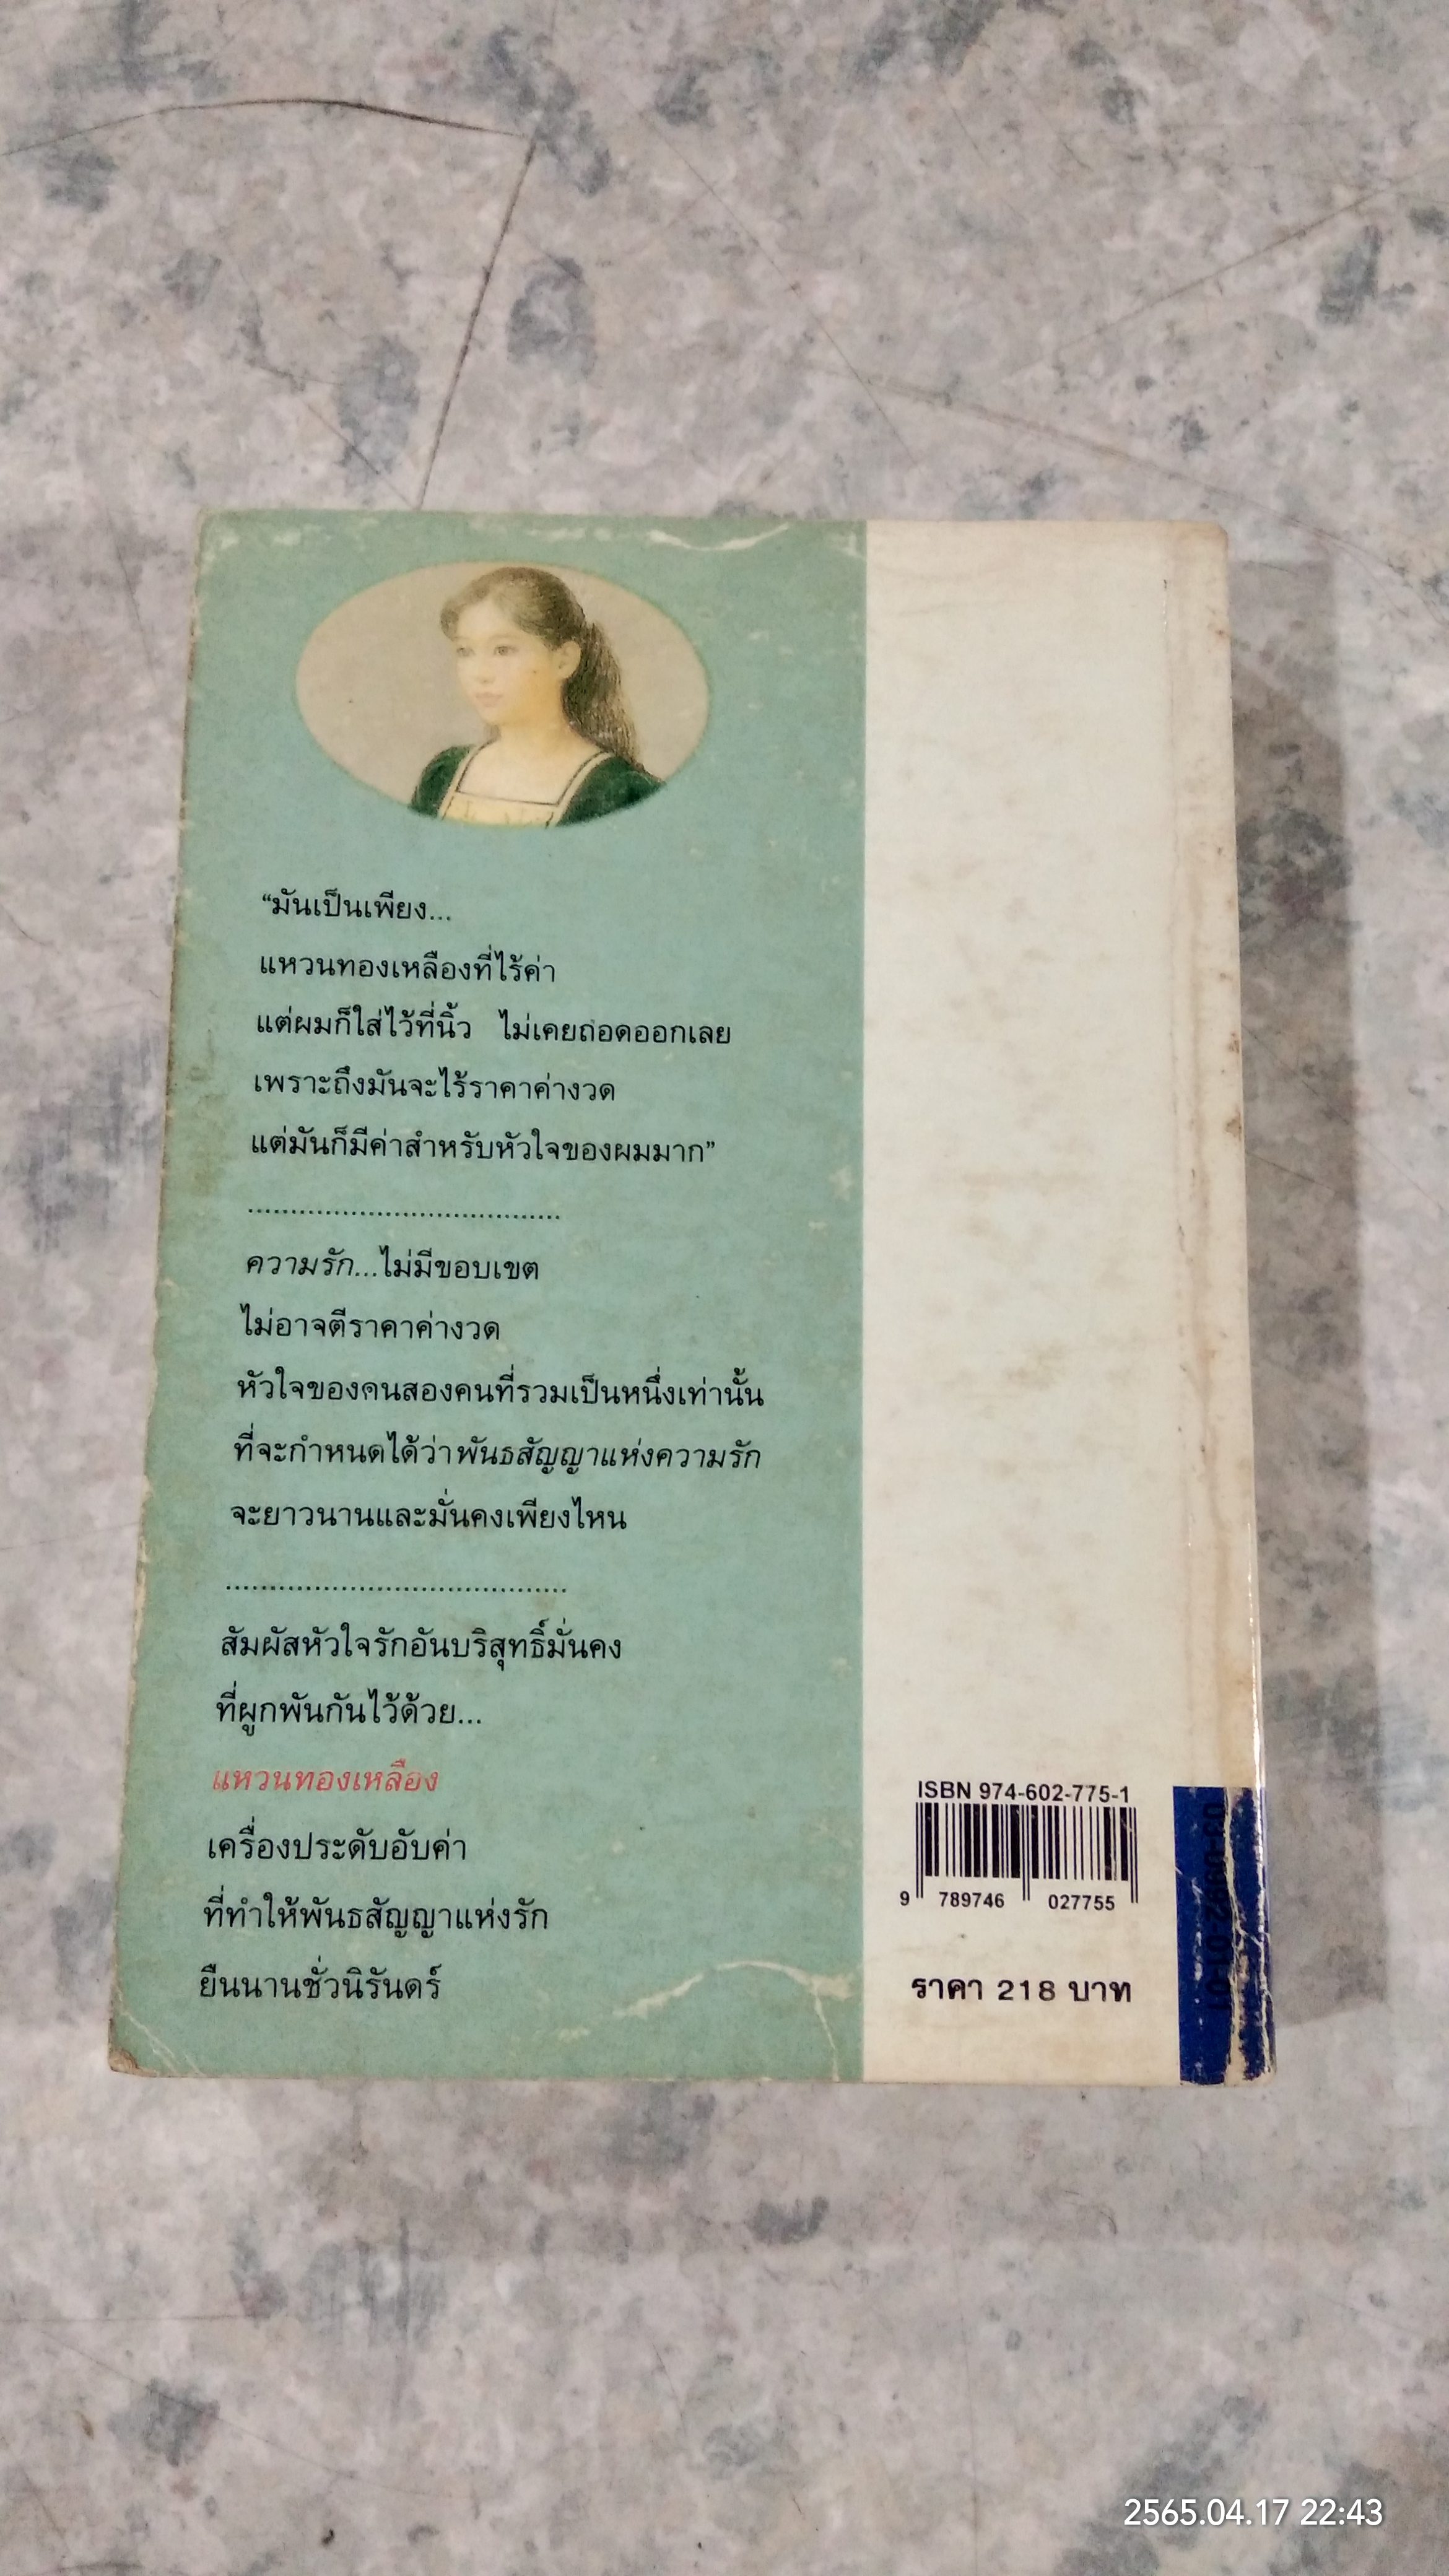 “มันเป็นเพียง...
แหวนทองเหลืองที่ไร้ค่า
แต่ผมก็ใส่ไว้ที่นิ้ว ไม่เคยถอดออกเลย
เพราะถึงมันจะไร้ราคาค่างวด
แต่มันก็มีค่าสำหรับหัวใจของผมมาก”
........................................
ความรัก...ไม่มีขอบเขต
ไม่อาจตีราคาค่างวด
หัวใจของคนสองคนที่รวมเป็นหนึ่งเท่านั้น
ที่จะกำหนดได้ว่าพันธสัญญาแห่งความรัก
จะยาวนานและมั่นคงเพียงไหน
........................................
สัมผัสหัวใจรักอันบริสุทธิ์มั่นคง
ที่ผูกพันกันไว้ด้วย...
แหวนทองเหลือง
เครื่องประดับอับค่า
ที่ทำให้พันธสัญญาแห่งรัก
ยืนนานชั่วนิรันดร์
ISBN 974-602-775-1
9 789746 027755
ราคา 218 บาท
2565.04.17 22:43